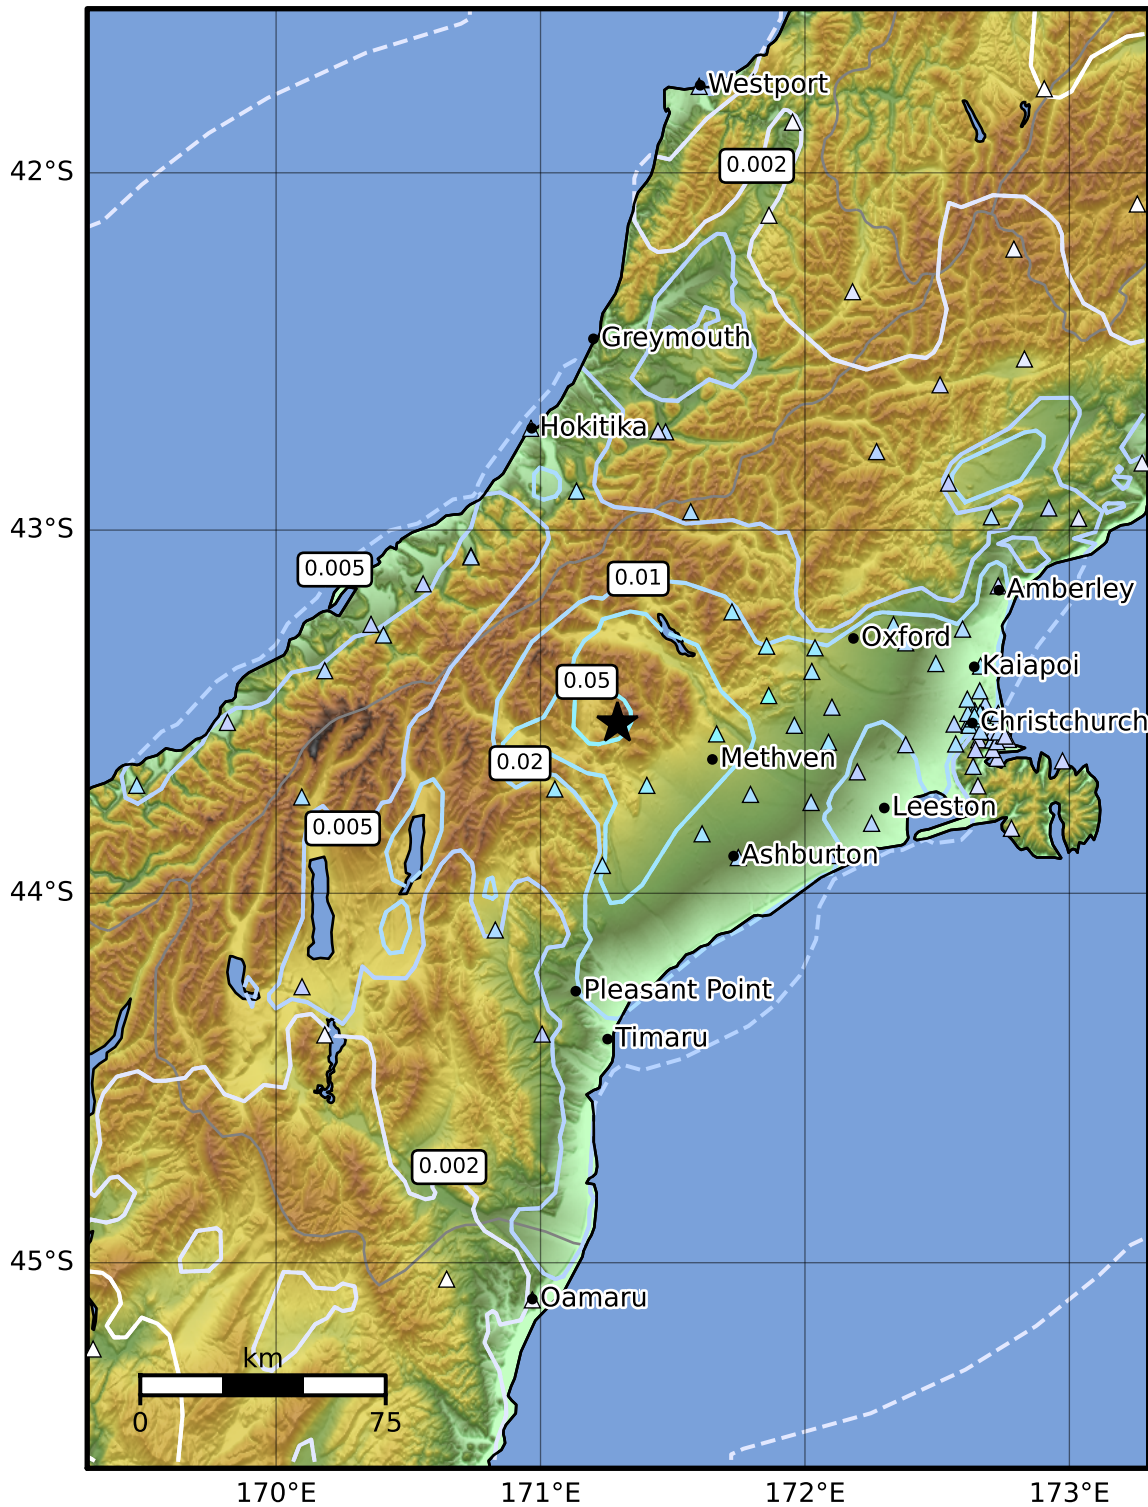 Westport
42°S
0.002
Greymouth
Hokitika
43°S
0.005
0.01
Amberley
Oxford
Kaiapoi
0.05
Christchurch
0.02
Methven
Leeston
0.005
Ashburton
44°S
Pleasant Point
Timaru
0.002
45°S
Oamaru
km
0
75
170°E
171°E
172°E
173°E